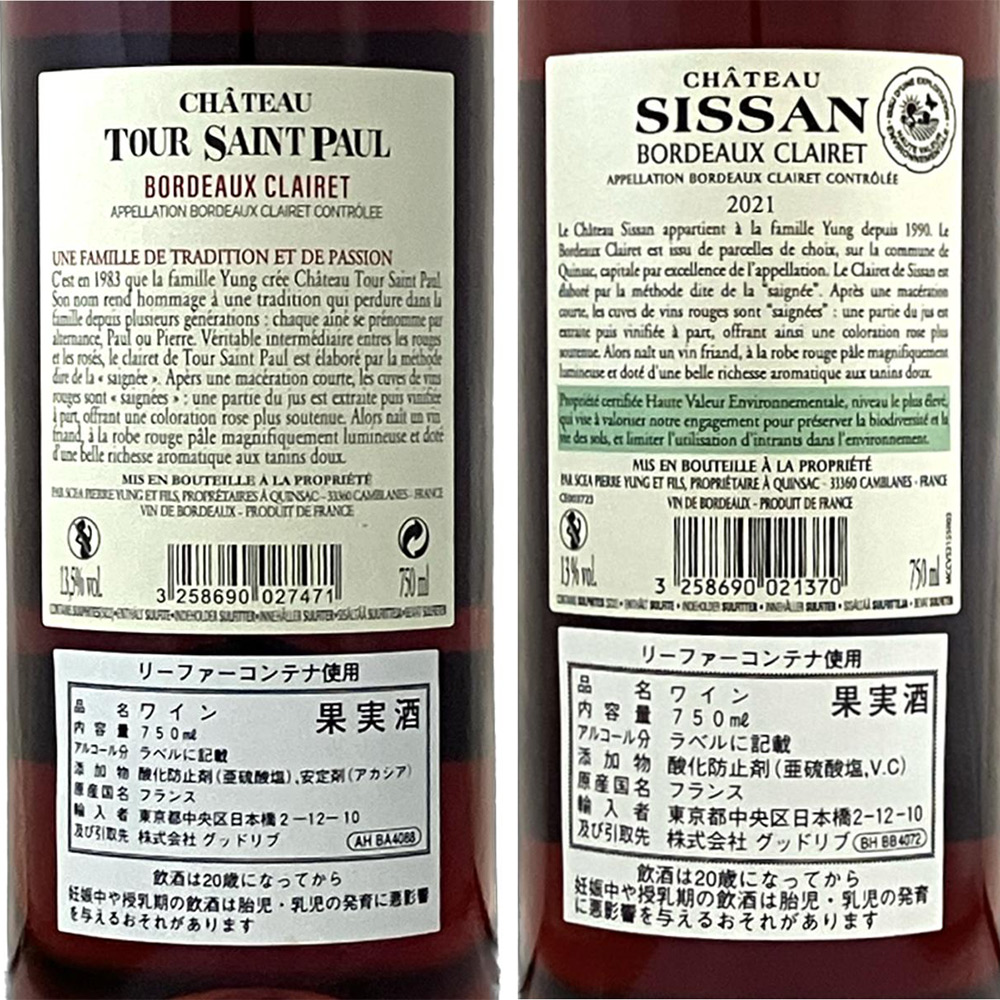 CHÂTEAU
TOUR SAINT PAUL
BORDEAUX CLAIRET
APPELLATION BORDEAUX CLAIRET CONTRÔLÉE
UNE FAMILLE DE TRADITION ET DE PASSION
C'est en 1983 que la famille Yung crée Château Tour Saint Paul.
Son nom rend hommage à une tradition qui perdure dans la
famille depuis plusieurs générations : chaque aîné se prénomme par
alternance, Paul ou Pierre. Véritable intermédiaire entre les rouges
et les rosés, le clairet de Tour Saint Paul est élaboré par la méthode
dite de la « saignée ». Apèrs une macération courte, les cuves de vins
rouges sont « saignées » : une partie du jus est extraite puis vinifiée
à part, offrant une coloration rose plus soutenue. Alors naît un vin
friand, à la robe rouge pâle magnifiquement lumineuse et doté
d'une belle richesse aromatique aux tanins doux.
MIS EN BOUTEILLE À LA PROPRIÉTÉ
PAR SCEA PIERRE YUNG ET FILS, PROPRIÉTAIRES À QUINSAC - 33360 CAMBLANES - FRANCE
VIN DE BORDEAUX - PRODUIT DE FRANCE
13,5% vol. 750 ml
3 258690 027471
リーファーコンテナ使用
品名 ワイン 果実酒
内容量 750㎖
アルコール分 ラベルに記載
添加物 酸化防止剤(亜硫酸塩),安定剤(アカシア)
原産国名 フランス
輸入者 東京都中央区日本橋2-12-10
及び引取先 株式会社 グッドリブ AH BA4088
飲酒は20歳になってから
妊娠中や授乳期の飲酒は胎児・乳児の発育に悪影響
を与えるおそれがあります
CHÂTEAU
SISSAN
BORDEAUX CLAIRET
APPELLATION BORDEAUX CLAIRET CONTRÔLÉE
ISSU D'UNE EXPLOITATION
HAUTE VALEUR
ENVIRONNEMENTALE
2021
Le Château Sissan appartient à la famille Yung depuis 1990. Le
Bordeaux Clairet est issu de parcelles de choix, sur la commune de
Quinsac, capitale par excellence de l'appellation. Le Clairet de Sissan est
élaboré par la méthode dite de la "saignée". Après une macération
courte, les cuves de vins rouges sont "saignées" : une partie du jus est
extraite puis vinifiée à part, offrant ainsi une coloration rose plus
soutenue. Alors naît un vin friand, à la robe rouge pâle magnifiquement
lumineuse et doté d'une belle richesse aromatique aux tanins doux.
Propriété certifiée Haute Valeur Environnementale, niveau le plus élevé,
qui vise à valoriser notre engagement pour préserver la biodiversité et la
vie des sols, et limiter l'utilisation d'intrants dans l'environnement.
MIS EN BOUTEILLE À LA PROPRIÉTÉ
PAR SCEA PIERRE YUNG ET FILS, PROPRIÉTAIRE À QUINSAC - 33360 CAMBLANES - FRANCE
VIN DE BORDEAUX - PRODUIT DE FRANCE
13% vol. 750 ml
3 258690 021370
リーファーコンテナ使用
品名 ワイン 果実酒
内容量 750㎖
アルコール分 ラベルに記載
添加物 酸化防止剤(亜硫酸塩,V.C)
原産国名 フランス
輸入者 東京都中央区日本橋2-12-10
及び引取先 株式会社 グッドリブ BH BB4072
飲酒は20歳になってから
妊娠中や授乳期の飲酒は胎児・乳児の発育
に悪影響を与えるおそれがあります